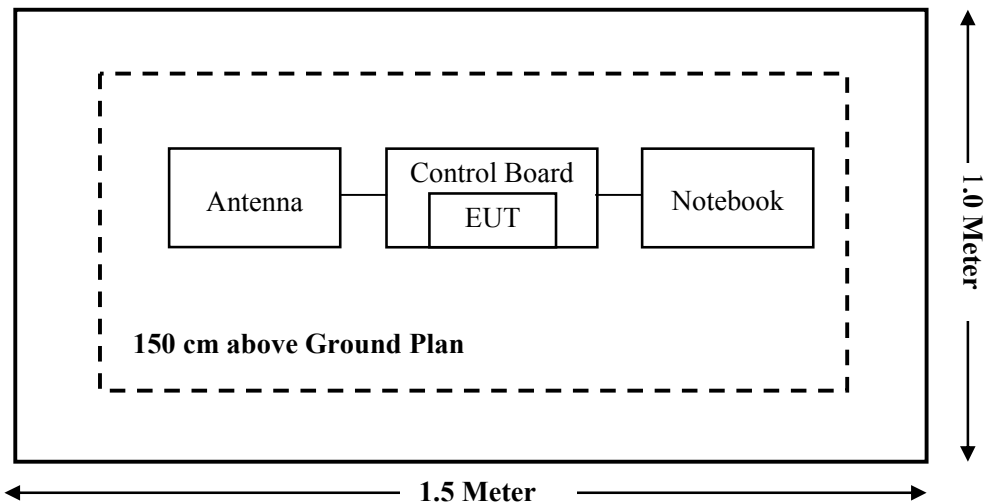 Antenna
Control Board
EUT
Notebook
150 cm above Ground Plan
1.0 Meter
1.5 Meter